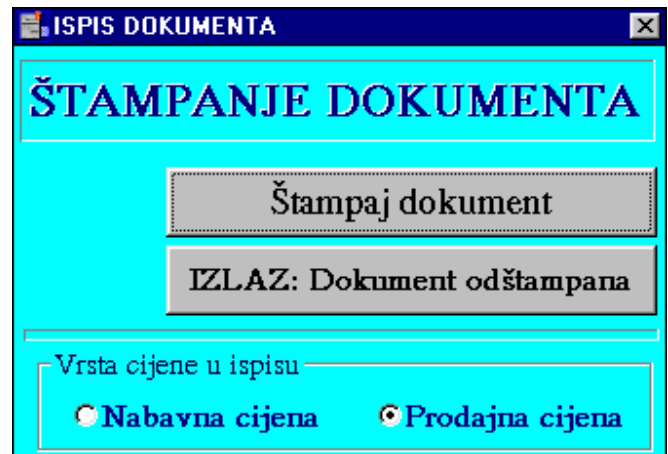 ISPIS DOKUMENTA
ŠTAMPANJE DOKUMENTA
Štampaj dokument
IZLAZ: Dokument odštampana
Vrsta cijene u ispisu
Nabavna cijena Prodajna cijena